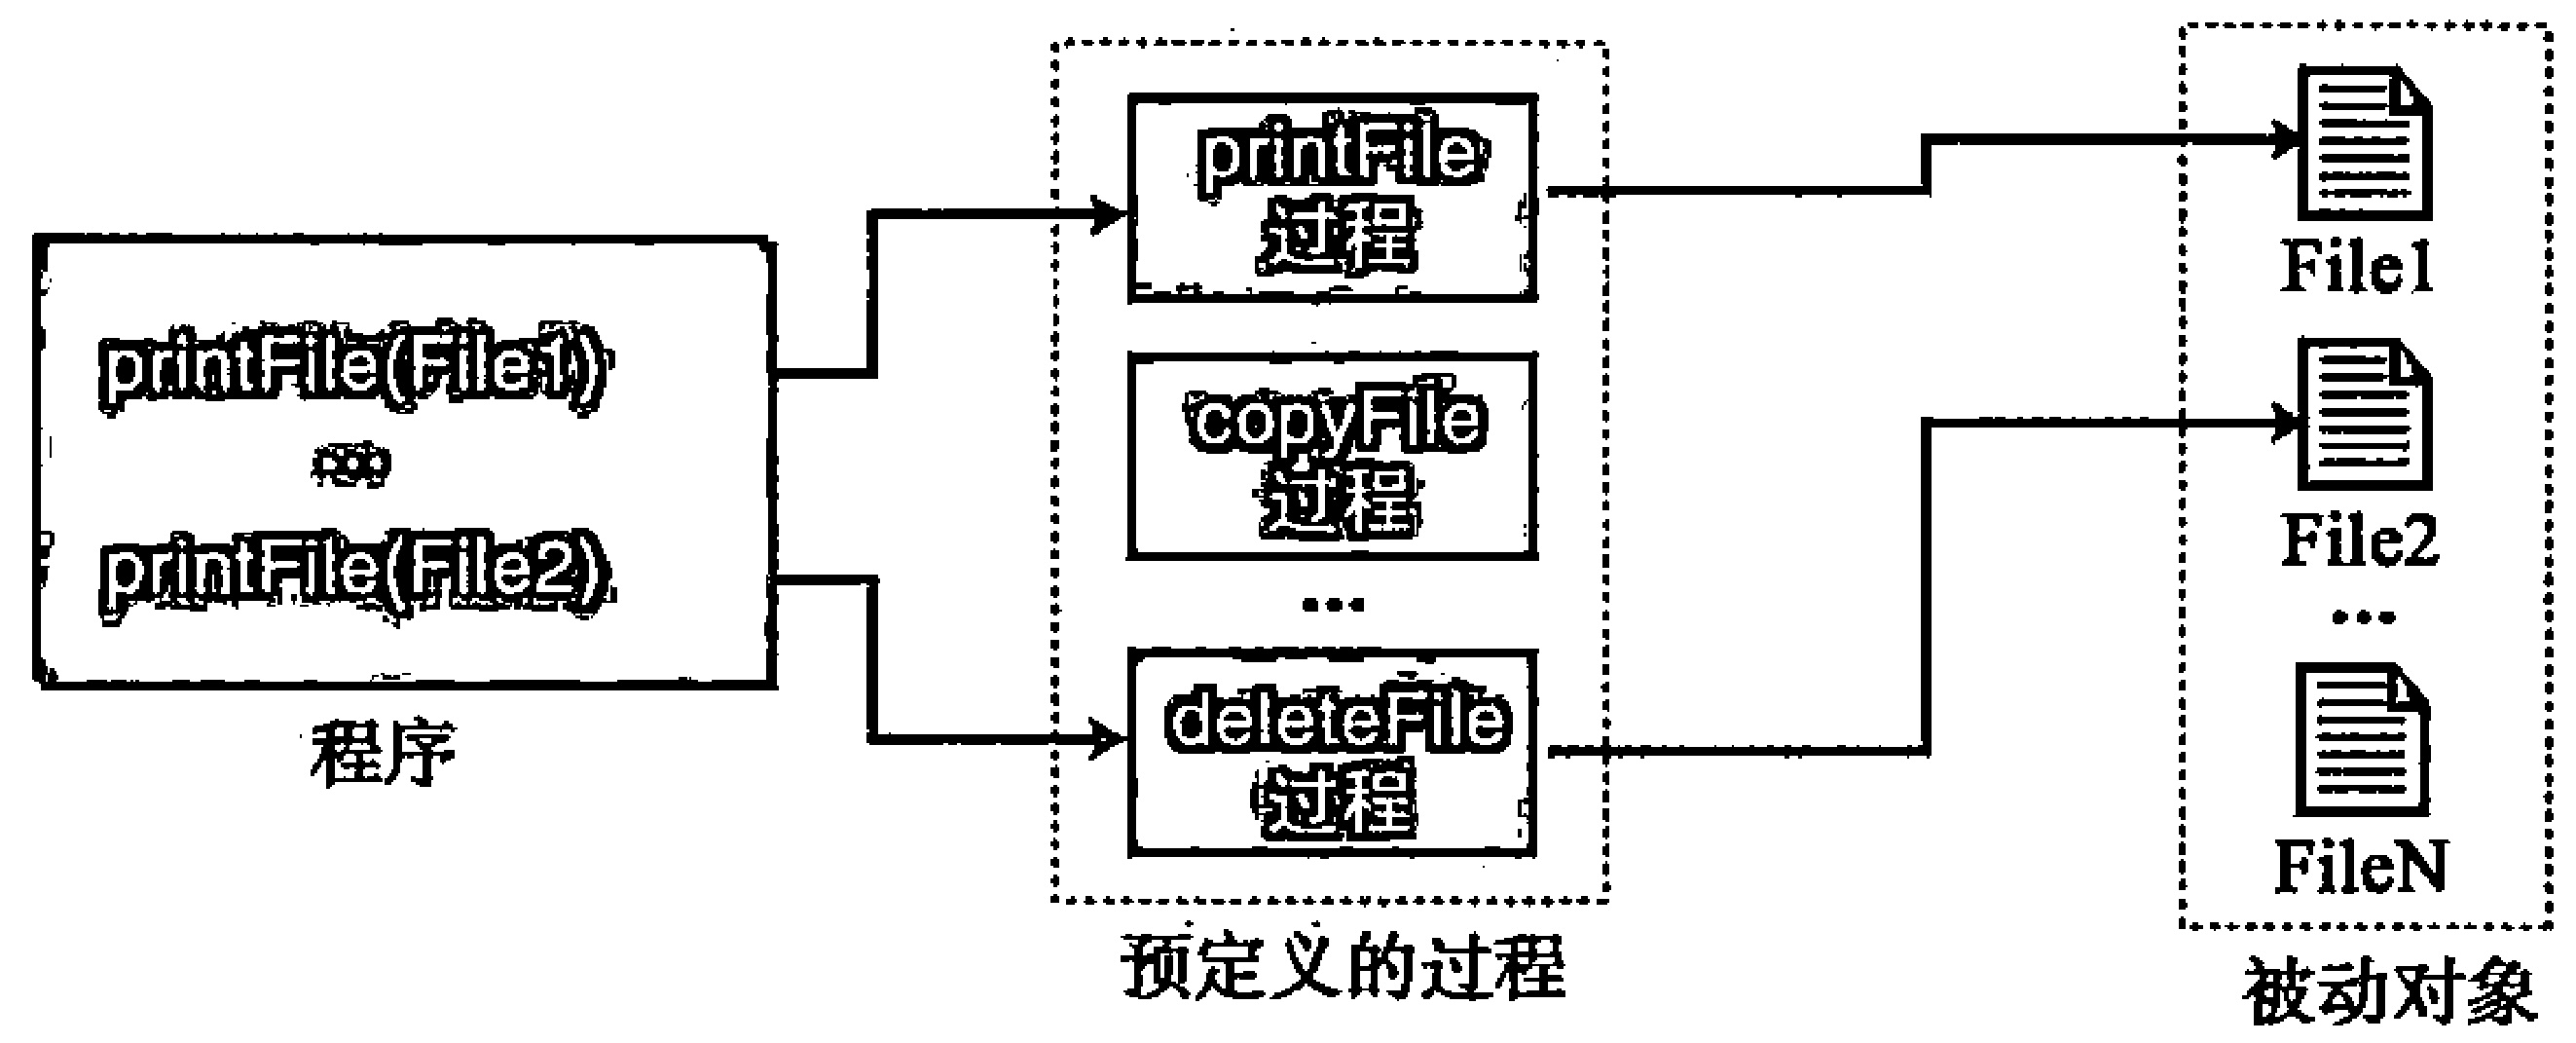 printFile(File1)
...
printFile(File2)
程序
printFile
过程
copyFile
过程
...
deleteFile
过程
预定义的过程
File1
File2
...
FileN
被动对象